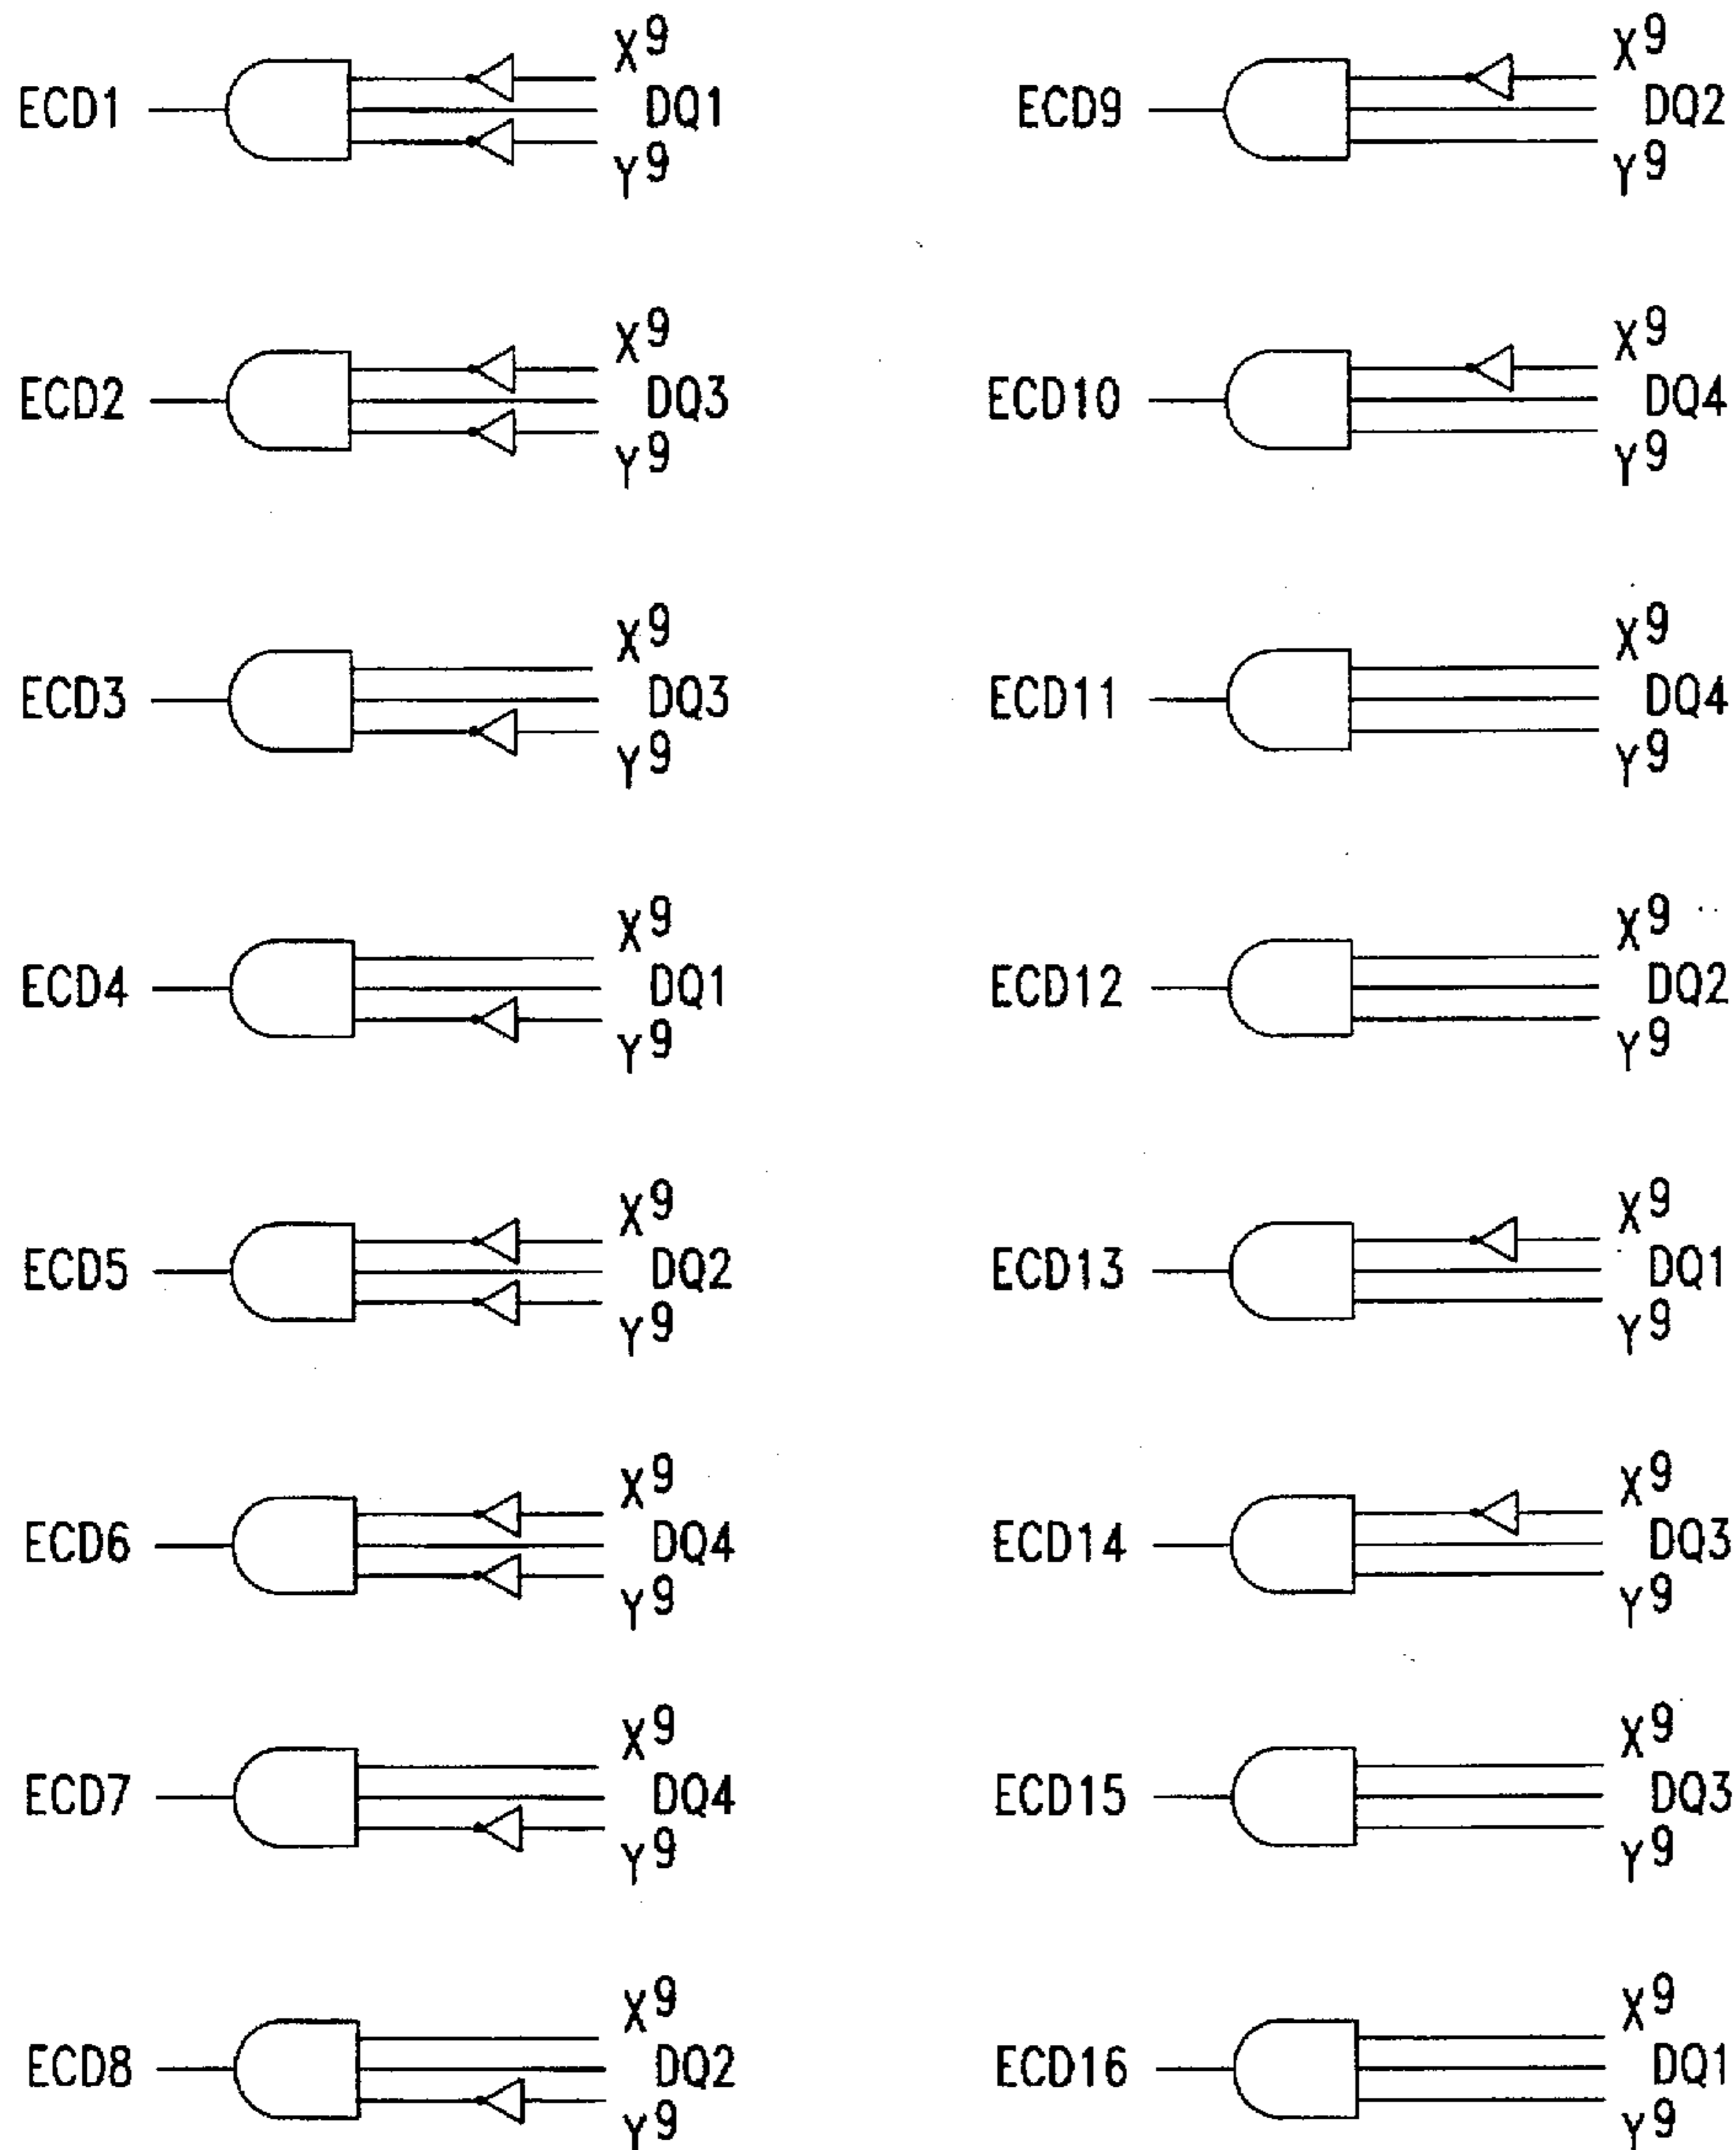 X9
ECD1 DQ1
Y9
X9
ECD2 DQ3
Y9
X9
ECD3 DQ3
Y9
X9
ECD4 DQ1
Y9
X9
ECD5 DQ2
Y9
X9
ECD6 DQ4
Y9
X9
ECD7 DQ4
Y9
X9
ECD8 DQ2
Y9
X9
ECD9 DQ2
Y9
X9
ECD10 DQ4
Y9
X9
ECD11 DQ4
Y9
X9
ECD12 DQ2
Y9
X9
ECD13 DQ1
Y9
X9
ECD14 DQ3
Y9
X9
ECD15 DQ3
Y9
X9
ECD16 DQ1
Y9